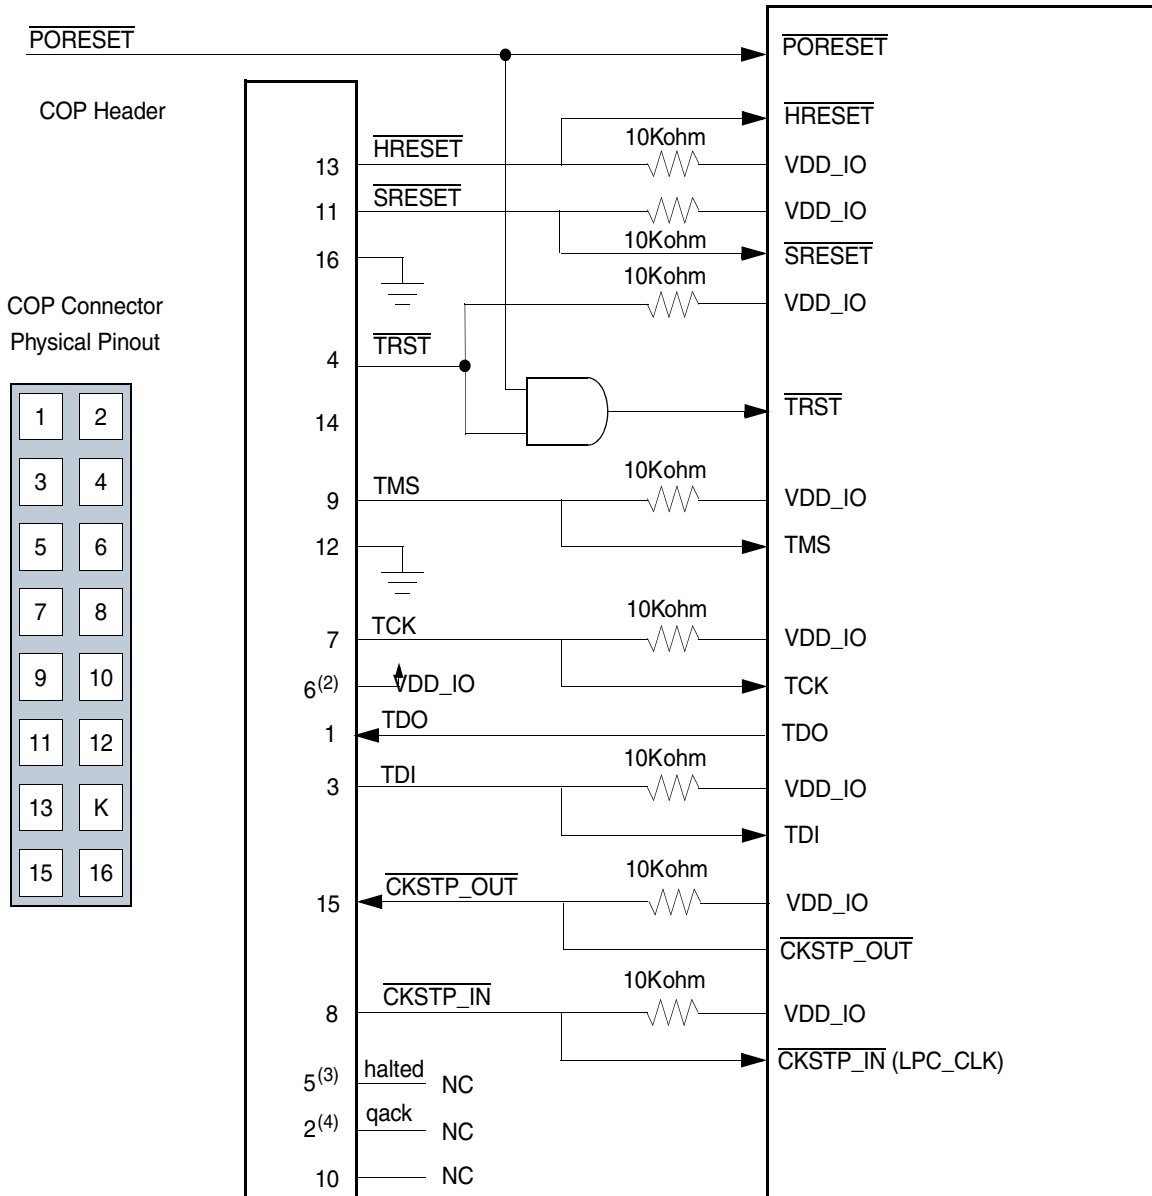 PORESET
PORESET
COP Header
HRESET
10Kohm
13 HRESET
VDD_IO
11 SRESET
VDD_IO
10Kohm
16
SRESET
10Kohm
VDD_IO
COP Connector
Physical Pinout
4 TRST
TRST
14
1 2
3 4
5 6
7 8
9 10
11 12
13 K
15 16
10Kohm
9 TMS
VDD_IO
12
TMS
10Kohm
7 TCK
VDD_IO
6(2) VDD_IO
TCK
1 TDO
TDO
10Kohm
3 TDI
VDD_IO
TDI
10Kohm
15 CKSTP_OUT
VDD_IO
CKSTP_OUT
10Kohm
8 CKSTP_IN
VDD_IO
CKSTP_IN (LPC_CLK)
5(3) halted NC
2(4) qack NC
10 NC